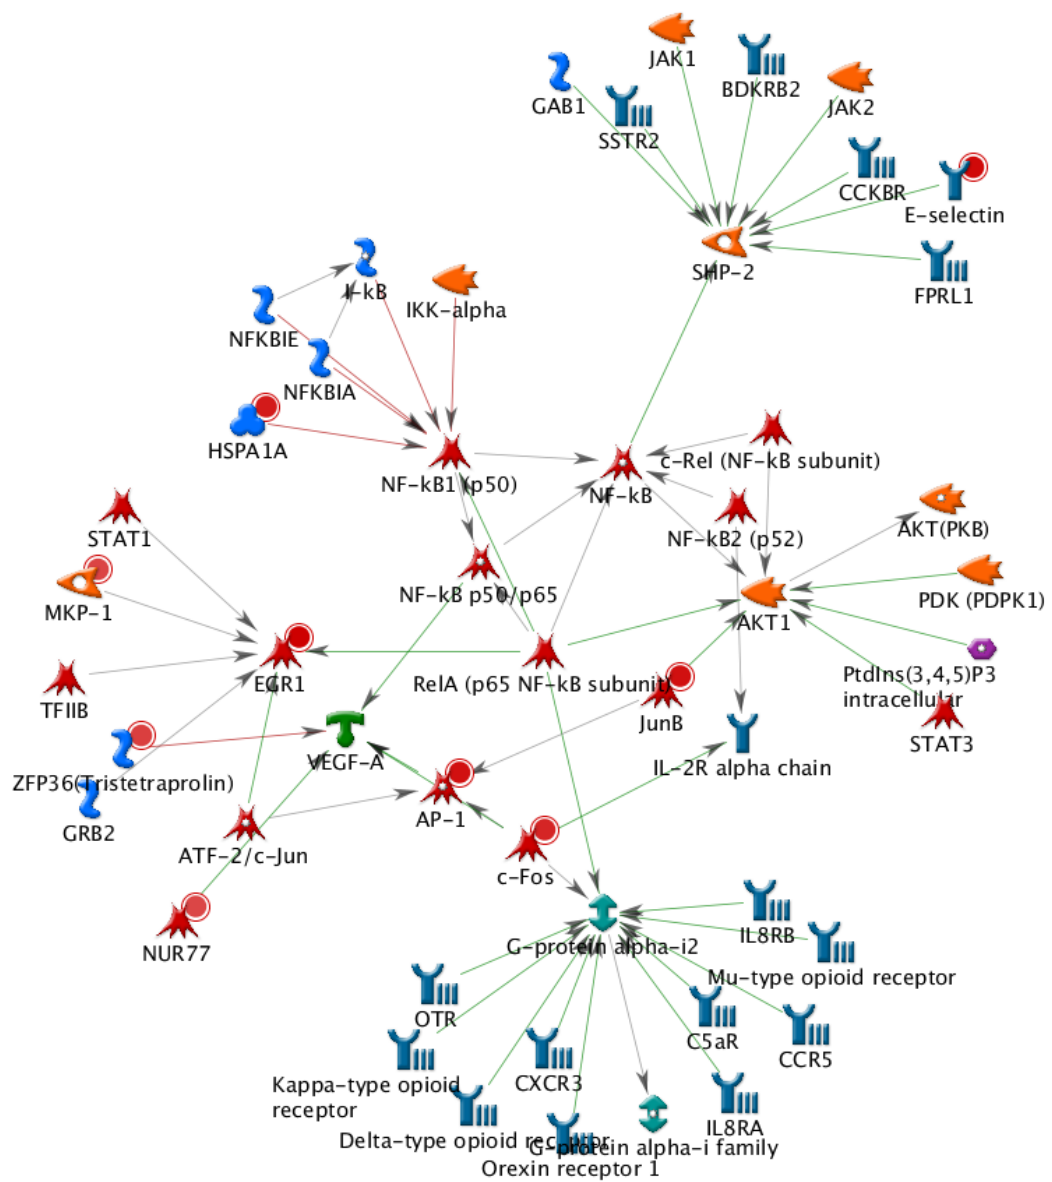 JAK1
BDKRB2
JAK2
GAB1
SSTR2
CCKBR
E-selectin
SHP-2
FPRL1
I-kB
IKK-alpha
NFKBIE
NFKBIA
HSPA1A
c-Rel (NF-kB subunit)
NF-kB1 (p50)
NF-kB
STAT1
NF-kB2 (p52)
AKT(PKB)
NF-kB p50/p65
PDK (PDPK1)
MKP-1
AKT1
PtdIns(3,4,5)P3
intracellular
EGR1
RelA (p65 NF-kB subunit)
TFIIB
JunB
STAT3
VEGF-A
IL-2R alpha chain
ZFP36(Tristetraprolin)
GRB2
AP-1
ATF-2/c-Jun
c-Fos
NUR77
G-protein alpha-i2
IL8RB
Mu-type opioid receptor
OTR
C5aR
CCR5
Kappa-type opioid
receptor
CXCR3
IL8RA
Delta-type opioid receptor
G-protein alpha-i family
Orexin receptor 1